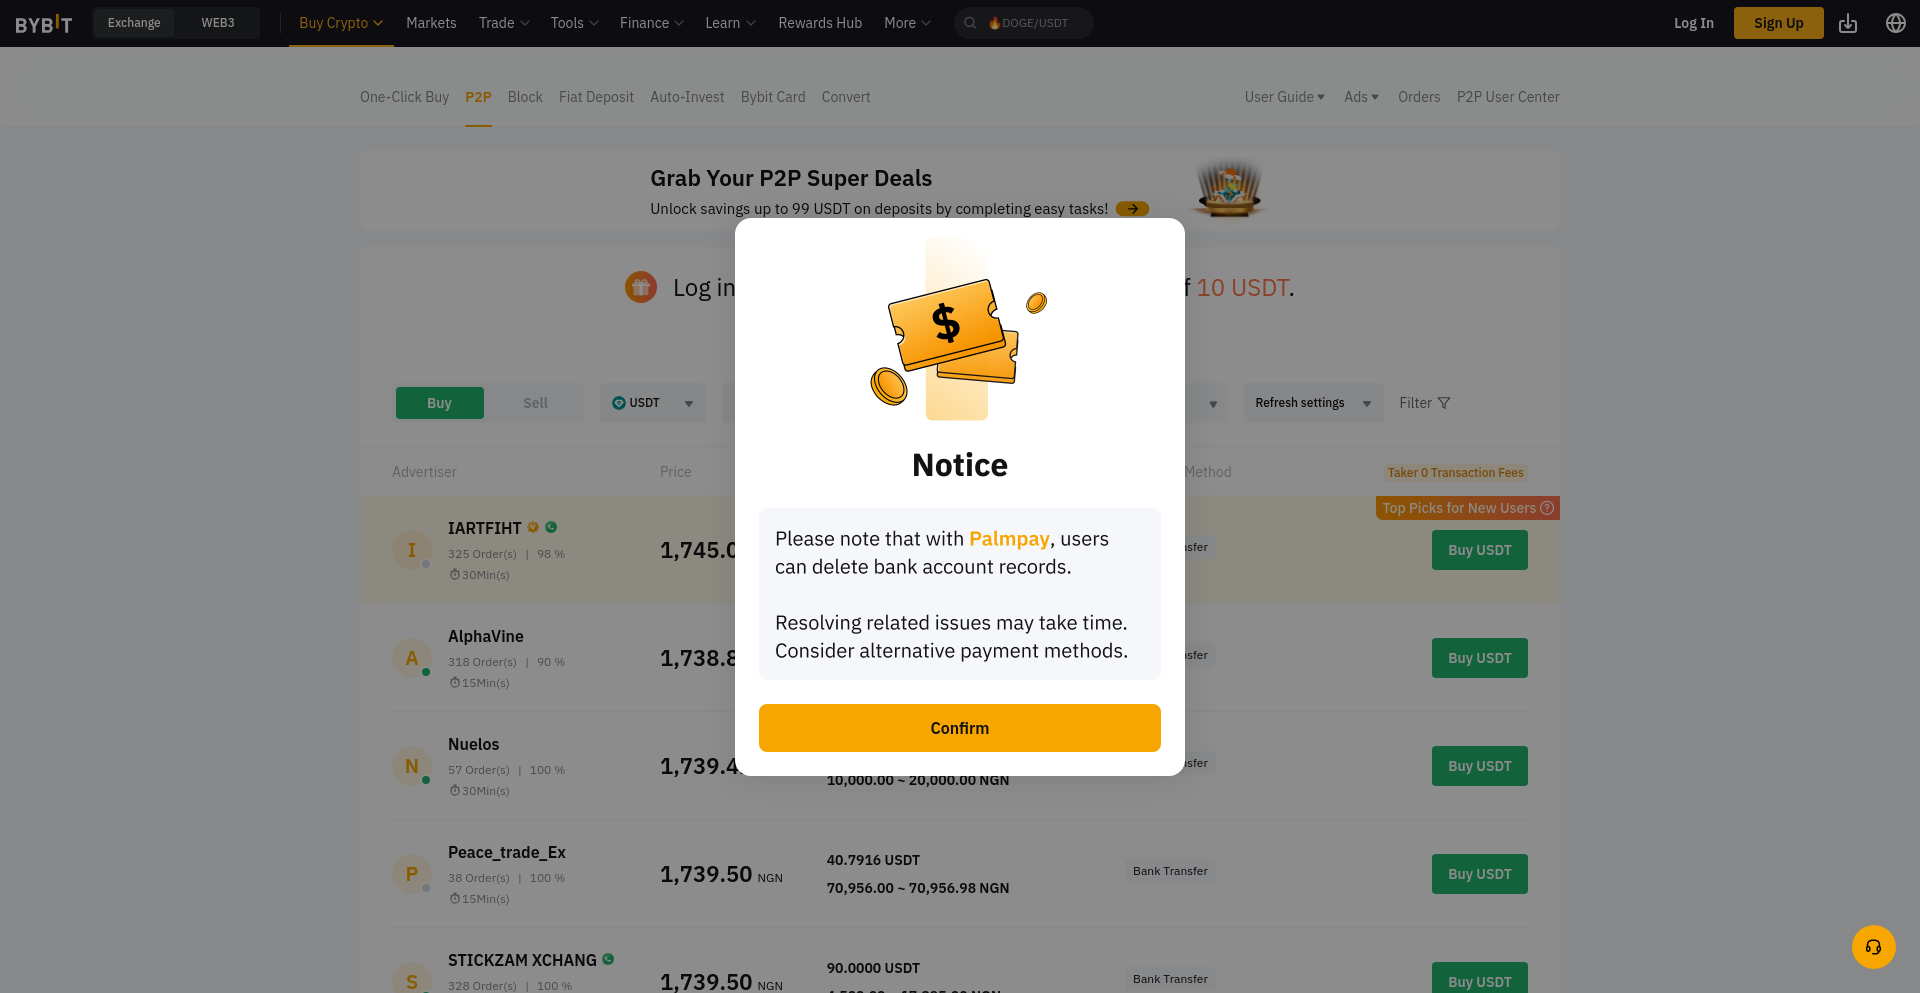 BYBIT
Exchange
WEB3
Buy Crypto
Markets
Trade
Tools
Finance
Learn
Rewards Hub
More
DOGE/USDT
Log In
Sign Up
One-Click Buy
P2P
Block
Fiat Deposit
Auto-Invest
Bybit Card
Convert
User Guide
Ads
Orders
P2P User Center
Grab Your P2P Super Deals
Unlock savings up to 99 USDT on deposits by completing easy tasks!
Log in
10 USDT.
$
Buy
Sell
USDT
Refresh settings
Filter
Notice
Advertiser
Price
Method
Taker 0 Transaction Fees
Top Picks for New Users
Please note that with Palmpay, users
can delete bank account records.
Resolving related issues may take time.
Consider alternative payment methods.
Confirm
I
IARTFIHT
325 Order(s) | 98 %
30Min(s)
1,745.0
Buy USDT
A
AlphaVine
318 Order(s) | 90 %
15Min(s)
1,738.8
Buy USDT
N
Nuelos
57 Order(s) | 100 %
30Min(s)
1,739.4
10,000.00 ~ 20,000.00 NGN
Buy USDT
P
Peace_trade_Ex
38 Order(s) | 100 %
15Min(s)
1,739.50 NGN
40.7916 USDT
70,956.00 ~ 70,956.98 NGN
Bank Transfer
Buy USDT
S
STICKZAM XCHANG
328 Order(s) | 100 %
1,739.50 NGN
90.0000 USDT
Bank Transfer
Buy USDT